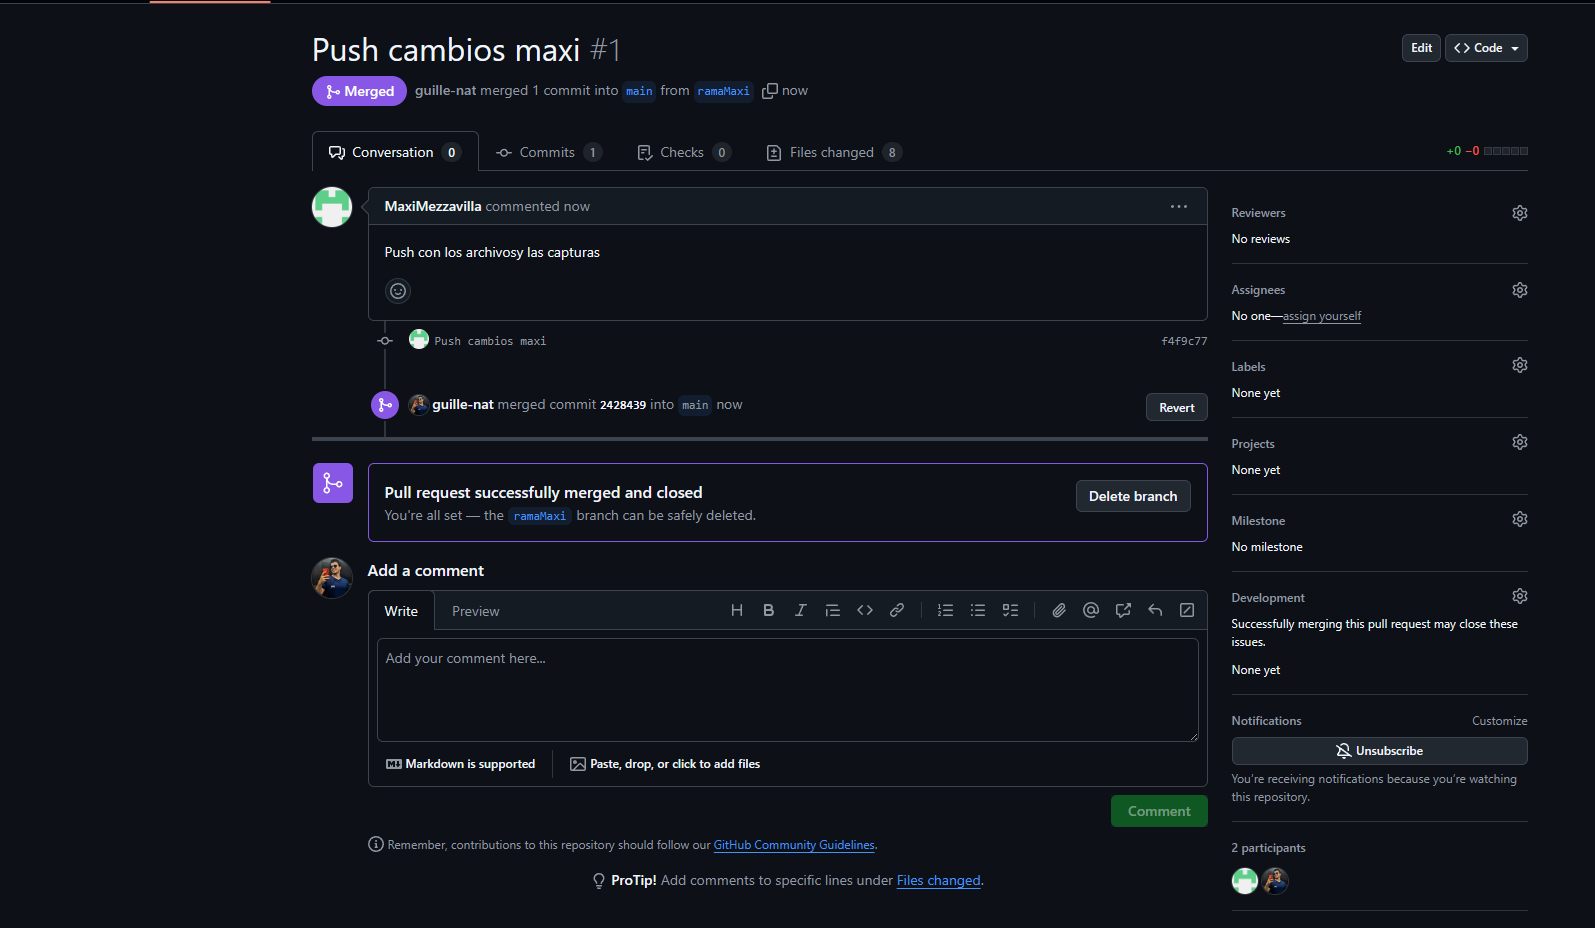 Push cambios maxi #1
Edit
Code
Merged
guille-nat merged 1 commit into main from ramaMaxi now
Conversation 0
Commits 1
Checks 0
Files changed 8
+0 −0
MaxiMezzavilla commented now
Push con los archivosy las capturas
Push cambios maxi
f4f9c77
guille-nat merged commit 2428439 into main now
Revert
Pull request successfully merged and closed
You're all set — the ramaMaxi branch can be safely deleted.
Delete branch
Add a comment
Write
Preview
Add your comment here...
Markdown is supported
Paste, drop, or click to add files
Comment
Remember, contributions to this repository should follow our GitHub Community Guidelines.
ProTip! Add comments to specific lines under Files changed.
Reviewers
No reviews
Assignees
No one—assign yourself
Labels
None yet
Projects
None yet
Milestone
No milestone
Development
Successfully merging this pull request may close these
issues.
None yet
Notifications
Customize
Unsubscribe
You're receiving notifications because you're watching
this repository.
2 participants